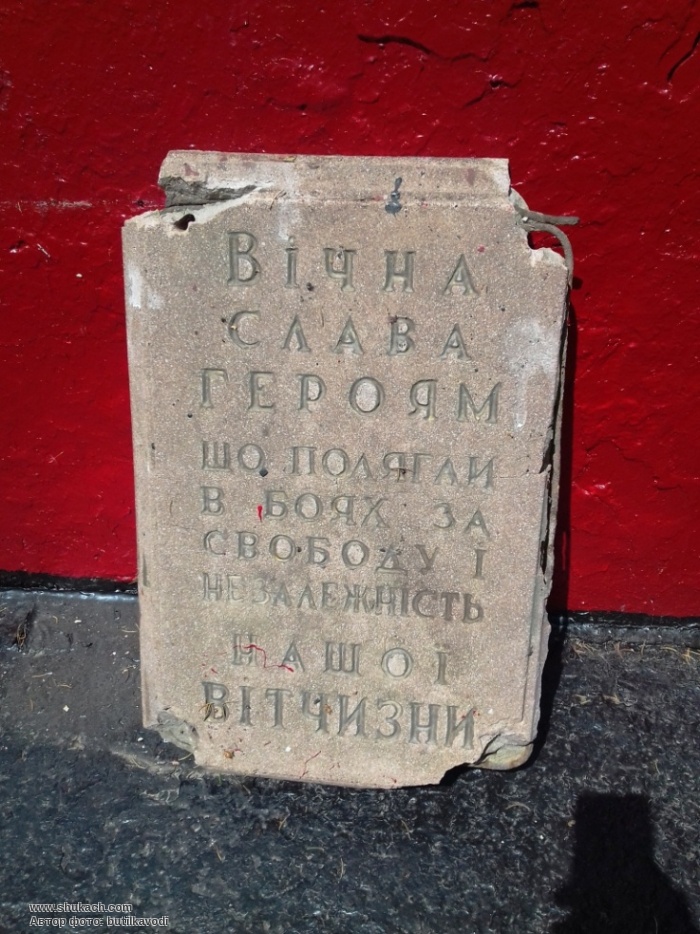 Вічна
Слава
героям
що полягли
в боях за
свободу і
незалежність
нашої
вітчизни
www.shukach.com
Автор фото: butilkavodi